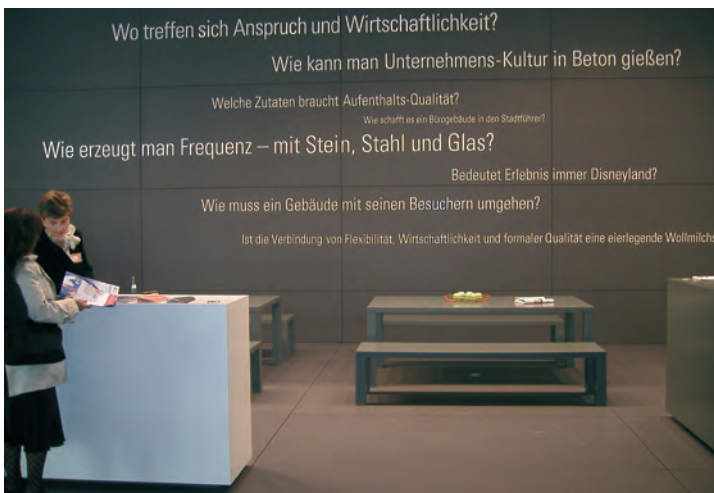 Wo treffen sich Anspruch und Wirtschaftlichkeit?
Wie kann man Unternehmens-Kultur in Beton gießen?
Welche Zutaten braucht Aufenthalts-Qualität?
Wie schafft es ein Bürogebäude in den Stadtführer?
Wie erzeugt man Frequenz – mit Stein, Stahl und Glas?
Bedeutet Erlebnis immer Disneyland?
Wie muss ein Gebäude mit seinen Besuchern umgehen?
Ist die Verbindung von Flexibilität, Wirtschaftlichkeit und formaler Qualität eine eierlegende Wollmilchs